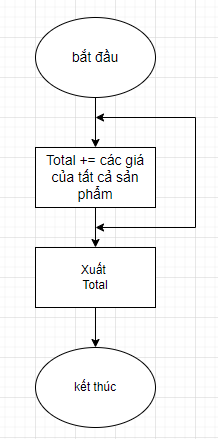 bắt đầu
Total += các giá
của tất cả sản
phẩm
Xuất
Total
kết thúc